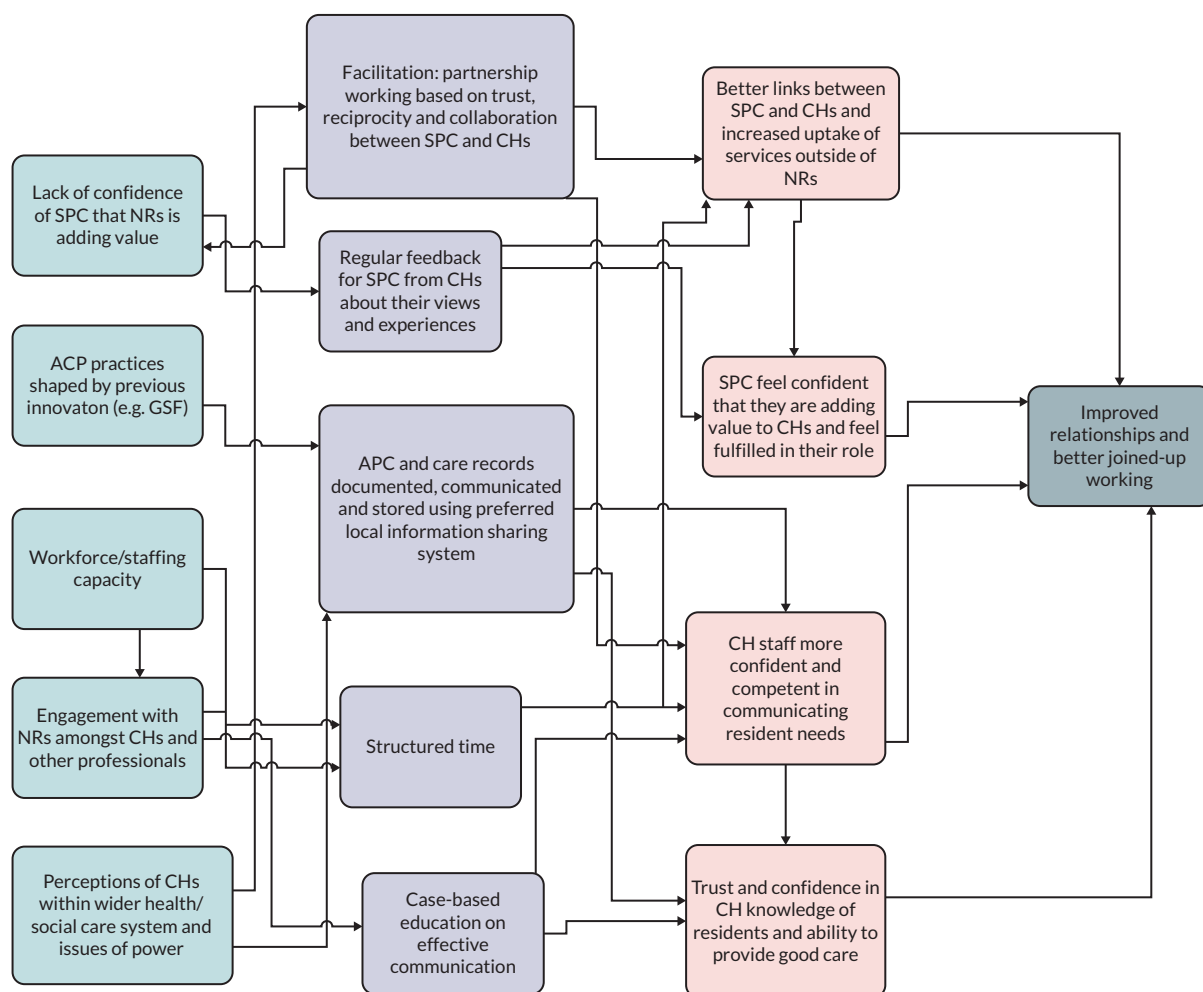 Lack of confidence
of SPC that NRs is
adding value
ACP practices
shaped by previous
innovaton (e.g. GSF)
Workforce/staffing
capacity
Engagement with
NRs amongst CHs and
other professionals
Perceptions of CHs
within wider health/
social care system and
issues of power
Facilitation: partnership
working based on trust,
reciprocity and collaboration
between SPC and CHs
Regular feedback
for SPC from CHs
about their views
and experiences
APC and care records
documented, communicated
and stored using preferred
local information sharing
system
Structured time
Case-based
education on
effective
communication
Better links between
SPC and CHs and
increased uptake of
services outside of
NRs
SPC feel confident
that they are adding
value to CHs and feel
fulfilled in their role
CH staff more
confident and
competent in
communicating
resident needs
Trust and confidence in
CH knowledge of
residents and ability to
provide good care
Improved
relationships and
better joined-up
working